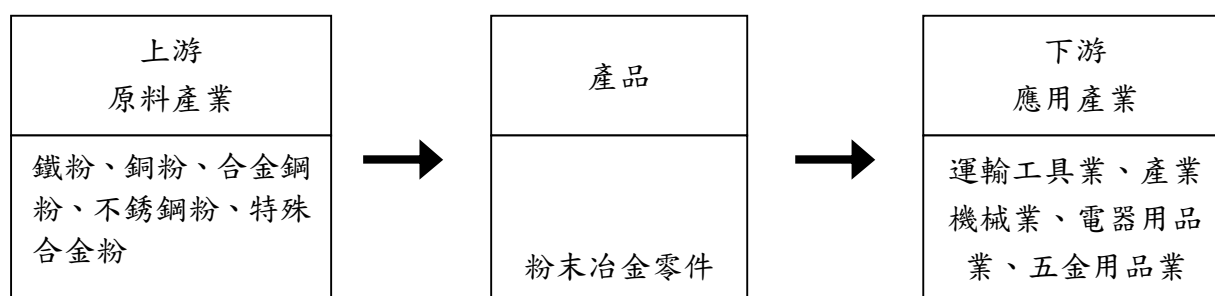 上游
原料產業
鐵粉、銅粉、合金鋼
粉、不銹鋼粉、特殊
合金粉
產品
粉末冶金零件
下游
應用產業
運輸工具業、產業
機械業、電器用品
業、五金用品業